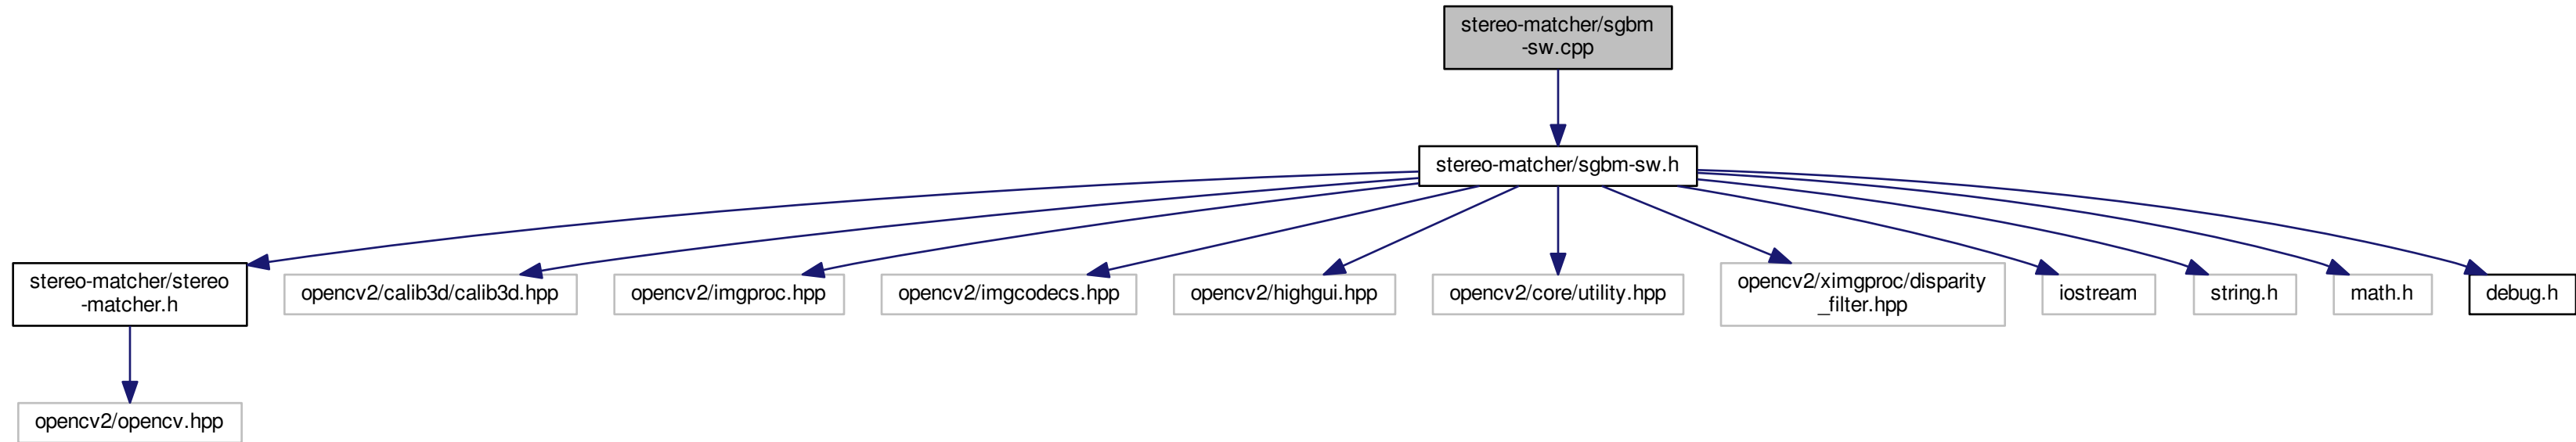 stereo-matcher/sgbm
-sw.cpp
stereo-matcher/sgbm-sw.h
stereo-matcher/stereo
-matcher.h
opencv2/calib3d/calib3d.hpp
opencv2/imgproc.hpp
opencv2/imgcodecs.hpp
opencv2/highgui.hpp
opencv2/core/utility.hpp
opencv2/ximgproc/disparity
_filter.hpp
iostream
string.h
math.h
debug.h
opencv2/opencv.hpp